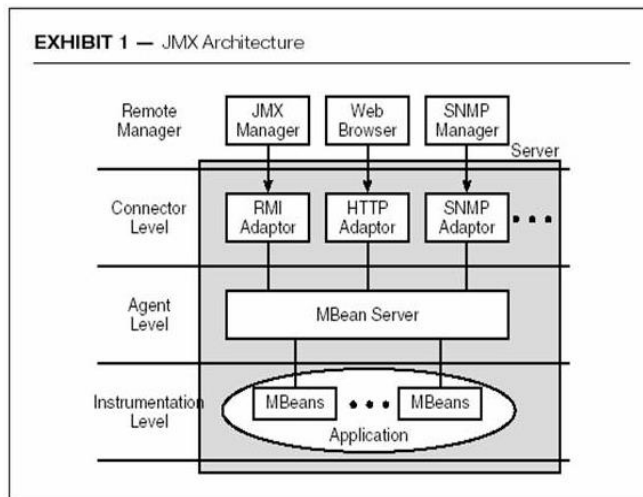 EXHIBIT 1 — JMX Architecture
Remote
Manager
JMX
Manager
Web
Browser
SNMP
Manager
Server
Connector
Level
RMI
Adaptor
HTTP
Adaptor
SNMP
Adaptor
Agent
Level
MBean Server
Instrumentation
Level
MBeans
MBeans
Application